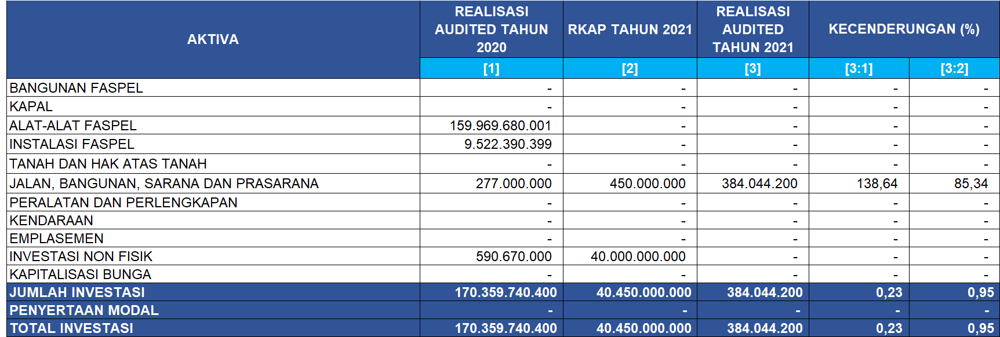 AKTIVA
REALISASI
AUDITED TAHUN
2020
RKAP TAHUN 2021
REALISASI
AUDITED
TAHUN 2021
KECENDERUNGAN (%)
[1] [2] [3] [3:1] [3:2]
BANGUNAN FASPEL - - - - -
KAPAL - - - - -
ALAT-ALAT FASPEL 159.969.680.001 - - - -
INSTALASI FASPEL 9.522.390.399 - - - -
TANAH DAN HAK ATAS TANAH - - - - -
JALAN, BANGUNAN, SARANA DAN PRASARANA 277.000.000 450.000.000 384.044.200 138,64 85,34
PERALATAN DAN PERLENGKAPAN - - - - -
KENDARAAN - - - - -
EMPLASEMEN - - - - -
INVESTASI NON FISIK 590.670.000 40.000.000.000 - - -
KAPITALISASI BUNGA - - - - -
JUMLAH INVESTASI 170.359.740.400 40.450.000.000 384.044.200 0,23 0,95
PENYERTAAN MODAL - - - - -
TOTAL INVESTASI 170.359.740.400 40.450.000.000 384.044.200 0,23 0,95